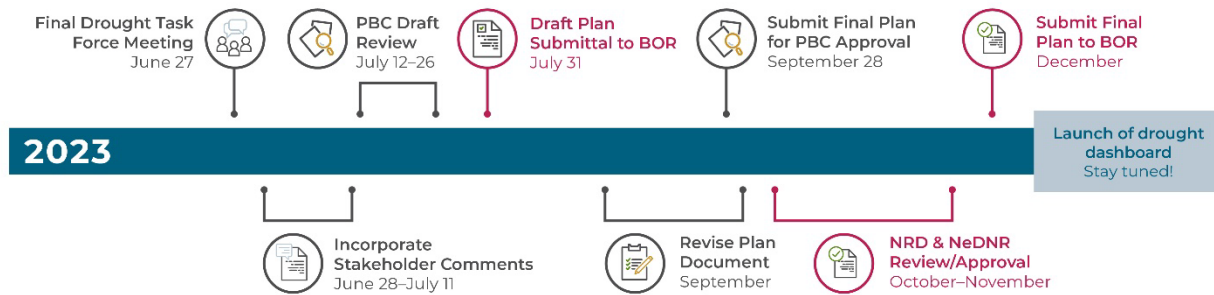 Final Drought Task
Force Meeting
June 27
PBC Draft
Review
July 12–26
Draft Plan
Submittal to BOR
July 31
Submit Final Plan
for PBC Approval
September 28
Submit Final
Plan to BOR
December
2023
Launch of drought
dashboard
Stay tuned!
Incorporate
Stakeholder Comments
June 28–July 11
Revise Plan
Document
September
NRD & NeDNR
Review/Approval
October–November